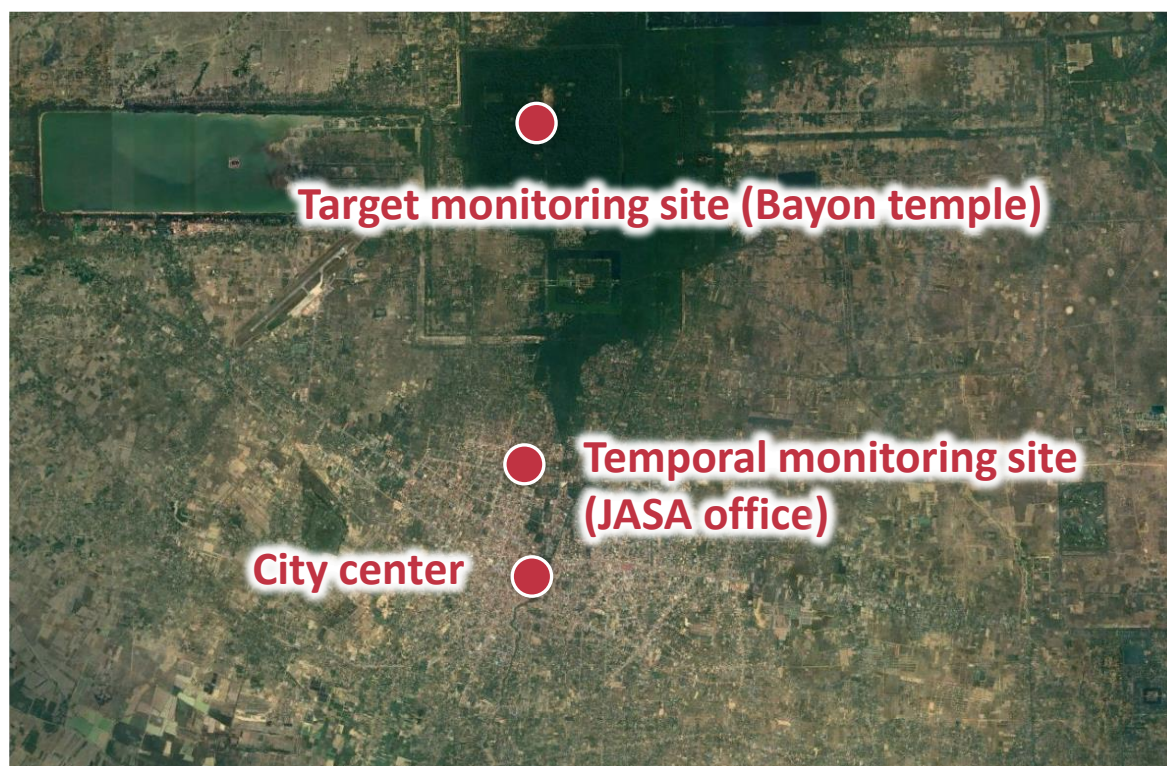 Target monitoring site (Bayon temple)
Temporal monitoring site
(JASA office)
City center